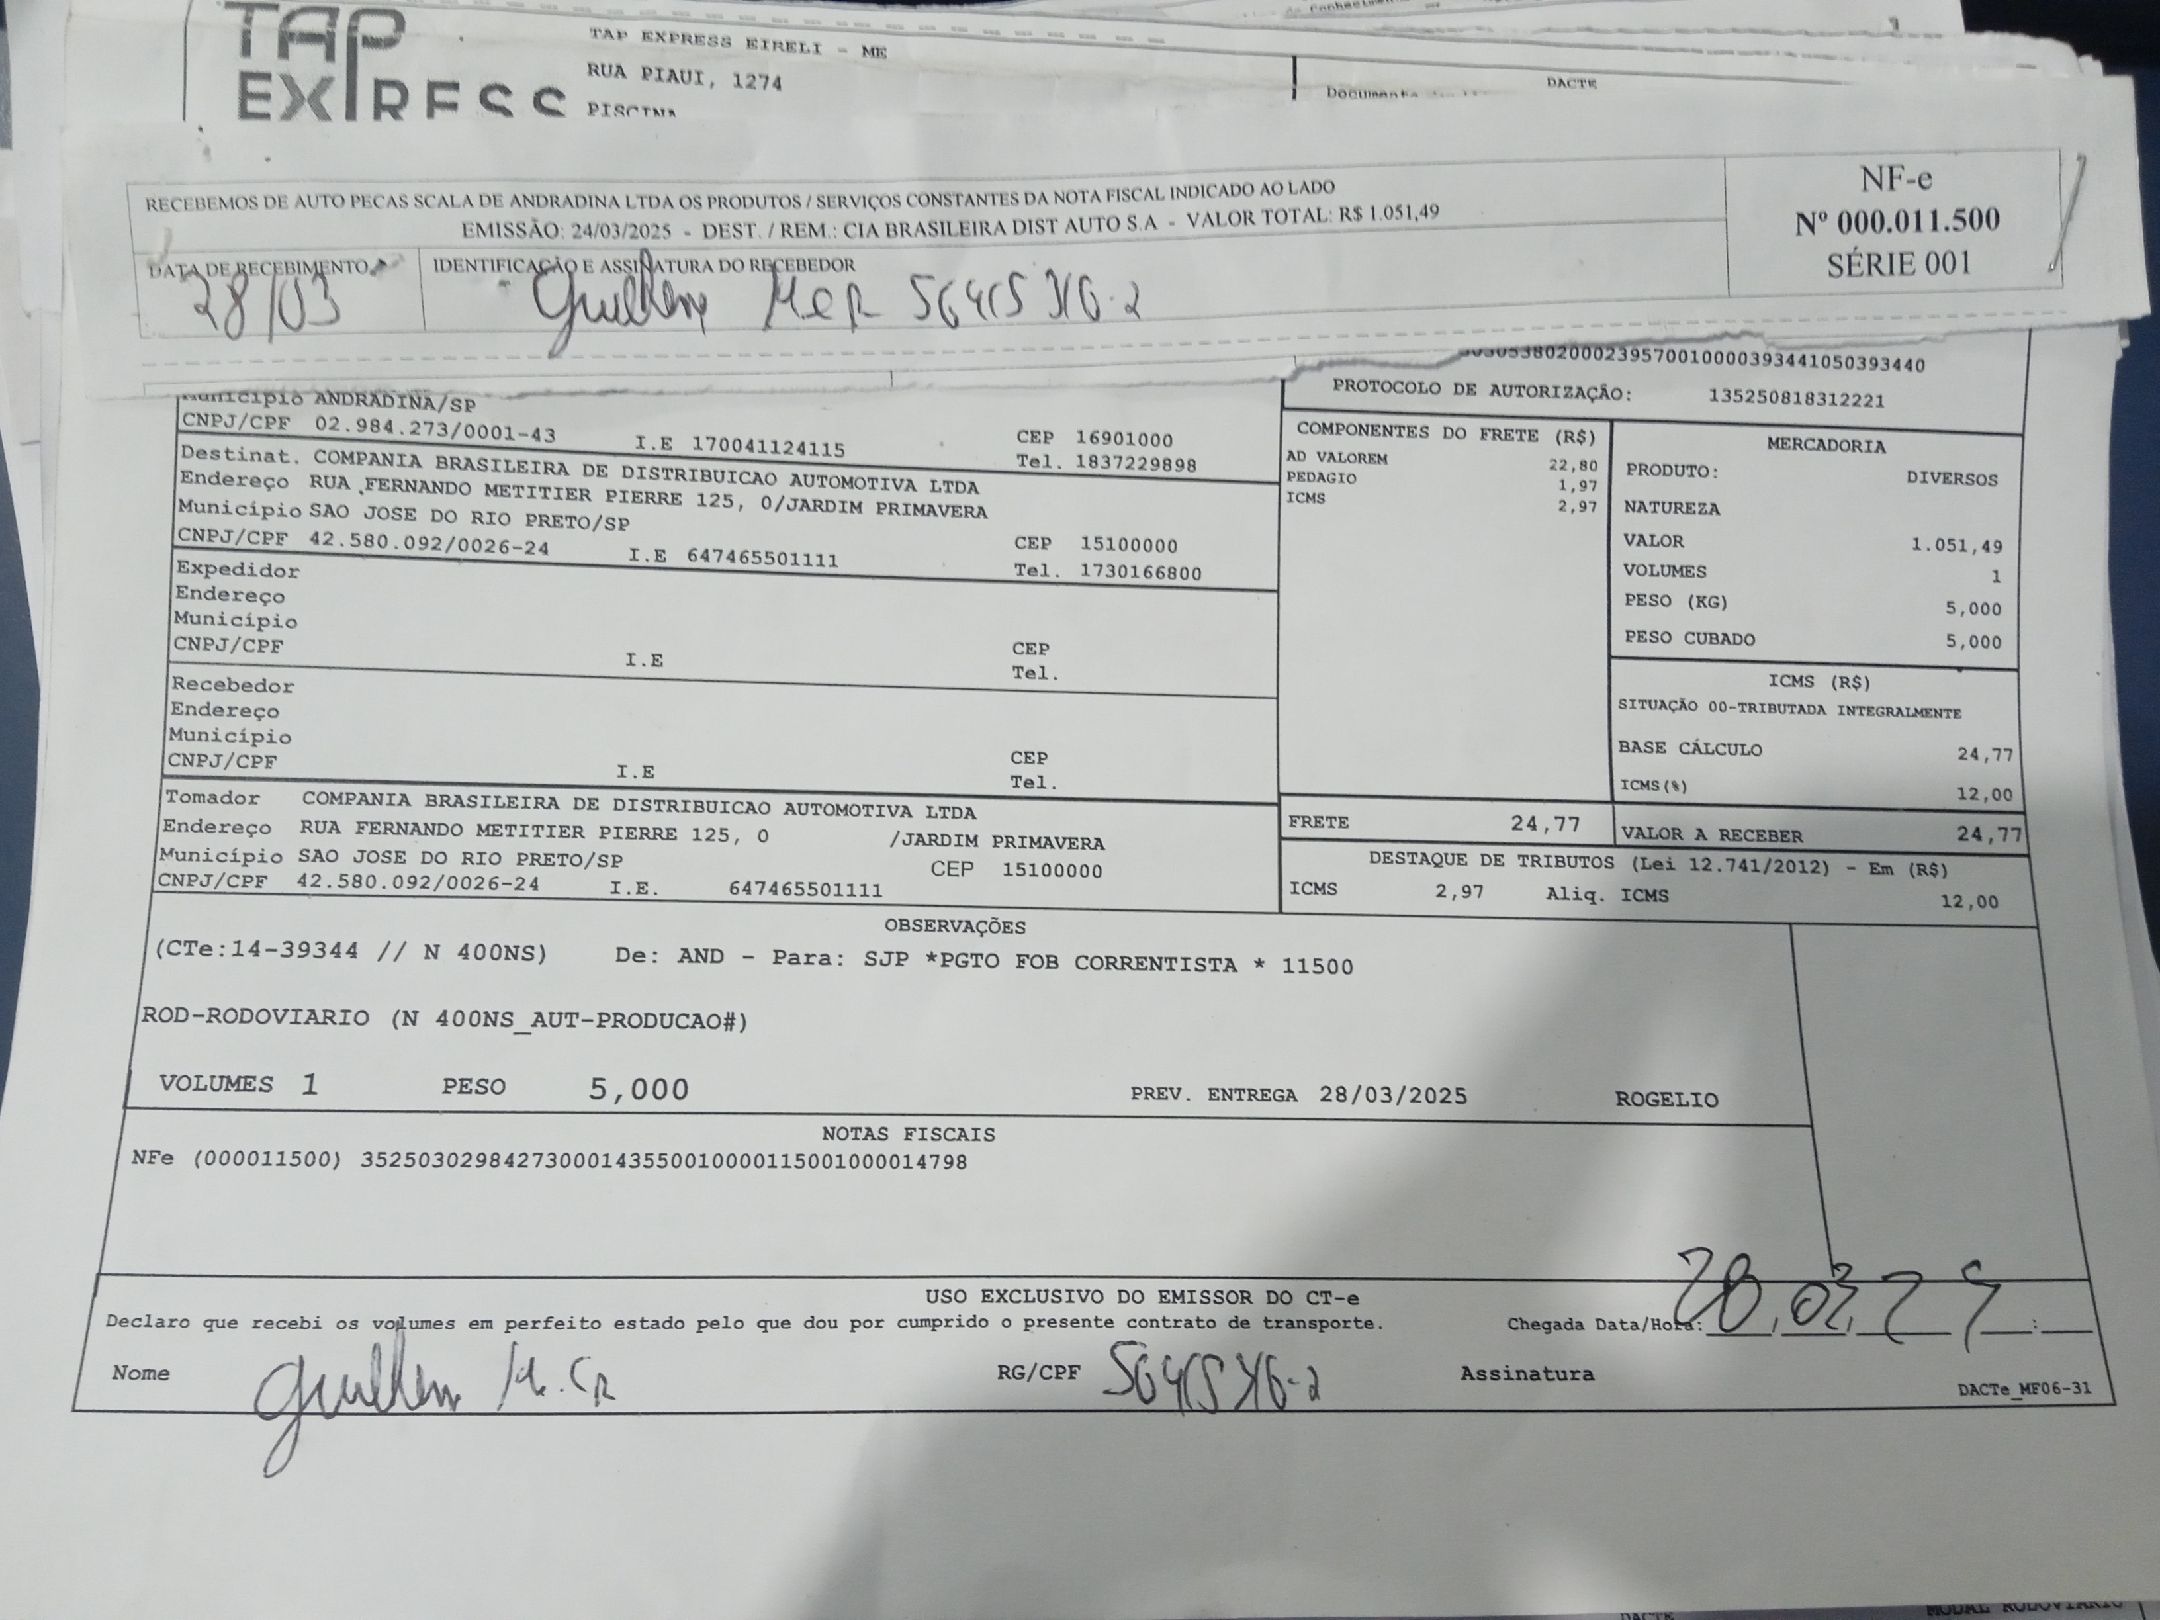 TAP
EXPRESS
TAP EXPRESS EIRELI - ME
RUA PIAUI, 1274
PISCINA
DACTE
RECEBEMOS DE AUTO PECAS SCALA DE ANDRADINA LTDA OS PRODUTOS / SERVIÇOS CONSTANTES DA NOTA FISCAL INDICADO AO LADO
EMISSÃO: 24/03/2025 - DEST. / REM.: CIA BRASILEIRA DIST AUTO S.A - VALOR TOTAL: R$ 1.051,49
NF-e
Nº 000.011.500
SÉRIE 001
DATA DE RECEBIMENTO
28/03
IDENTIFICAÇÃO E ASSINATURA DO RECEBEDOR
Município ANDRADINA/SP
CNPJ/CPF 02.984.273/0001-43 I.E 170041124115 CEP 16901000
Tel. 1837229898
Destinat. COMPANIA BRASILEIRA DE DISTRIBUICAO AUTOMOTIVA LTDA
Endereço RUA FERNANDO METITIER PIERRE 125, 0/JARDIM PRIMAVERA
Município SAO JOSE DO RIO PRETO/SP CEP 15100000
CNPJ/CPF 42.580.092/0026-24 I.E 647465501111 Tel. 1730166800
Expedidor
Endereço
Município CEP
CNPJ/CPF I.E Tel.
Recebedor
Endereço
Município CEP
CNPJ/CPF I.E Tel.
Tomador COMPANIA BRASILEIRA DE DISTRIBUICAO AUTOMOTIVA LTDA
Endereço RUA FERNANDO METITIER PIERRE 125, 0 /JARDIM PRIMAVERA
Município SAO JOSE DO RIO PRETO/SP CEP 15100000
CNPJ/CPF 42.580.092/0026-24 I.E. 647465501111
5380200023957001000039344105039​3440
PROTOCOLO DE AUTORIZAÇÃO: 135250818312221
COMPONENTES DO FRETE (R$)
AD VALOREM 22,80
PEDAGIO 1,97
ICMS 2,97
MERCADORIA
PRODUTO: DIVERSOS
NATUREZA
VALOR 1.051,49
VOLUMES 1
PESO (KG) 5,000
PESO CUBADO 5,000
ICMS (R$)
SITUAÇÃO 00-TRIBUTADA INTEGRALMENTE
BASE CÁLCULO 24,77
ICMS(%) 12,00
FRETE 24,77
VALOR A RECEBER 24,77
DESTAQUE DE TRIBUTOS (Lei 12.741/2012) - Em (R$)
ICMS 2,97 Aliq. ICMS 12,00
OBSERVAÇÕES
(CTe:14-39344 // N 400NS) De: AND - Para: SJP *PGTO FOB CORRENTISTA * 11500
ROD-RODOVIARIO (N 400NS_AUT-PRODUCAO#)
VOLUMES 1 PESO 5,000 PREV. ENTREGA 28/03/2025 ROGELIO
NOTAS FISCAIS
NFe (000011500) 35250302984273000143550010000115001000014798
USO EXCLUSIVO DO EMISSOR DO CT-e
Declaro que recebi os volumes em perfeito estado pelo que dou por cumprido o presente contrato de transporte.
Chegada Data/Hora:
Nome
RG/CPF
Assinatura
DACTe_MF06-31
DACTE
MODAL RODOVIARIO